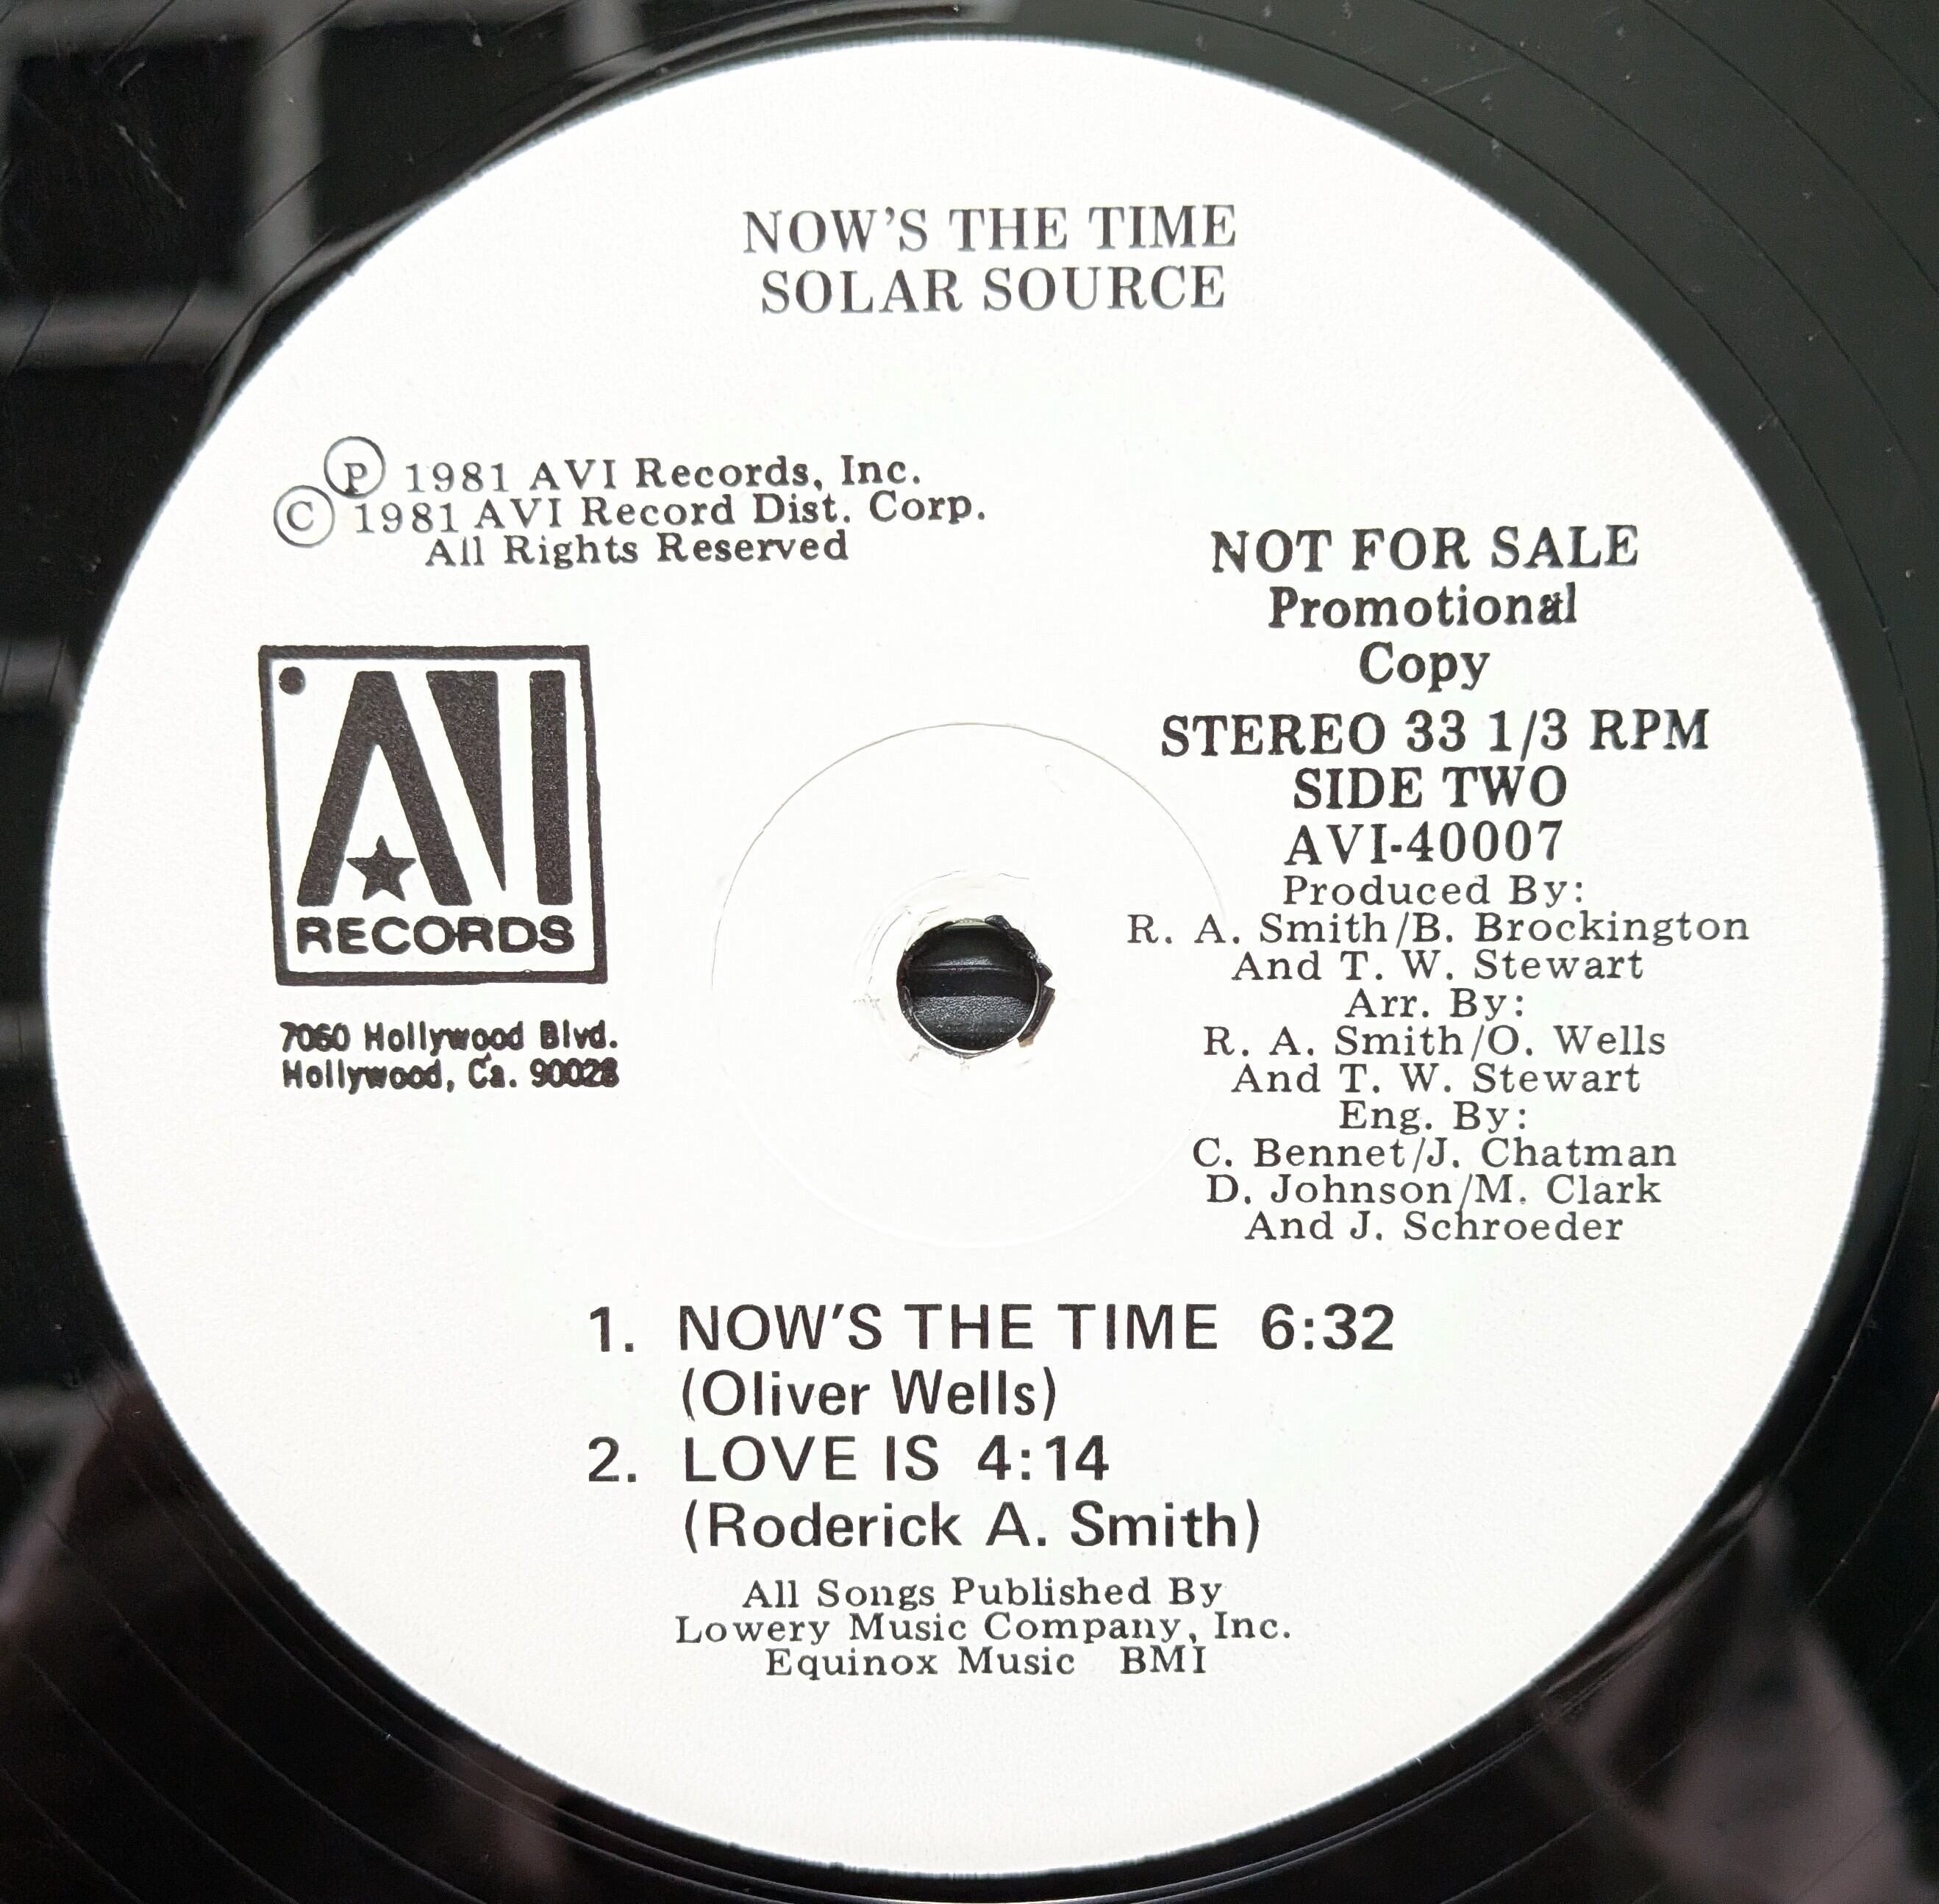 NOW'S THE TIME
SOLAR SOURCE
Ⓟ 1981 AVI Records, Inc.
© 1981 AVI Record Dist. Corp.
All Rights Reserved
NOT FOR SALE
Promotional
Copy
STEREO 33 1/3 RPM
SIDE TWO
AVI-40007
Produced By:
R. A. Smith/B. Brockington
And T. W. Stewart
Arr. By:
R. A. Smith/O. Wells
And T. W. Stewart
Eng. By:
C. Bennet/J. Chatman
D. Johnson/M. Clark
And J. Schroeder
AVI
RECORDS
7060 Hollywood Blvd.
Hollywood, Ca. 90028
1. NOW'S THE TIME 6:32
(Oliver Wells)
2. LOVE IS 4:14
(Roderick A. Smith)
All Songs Published By
Lowery Music Company, Inc.
Equinox Music BMI